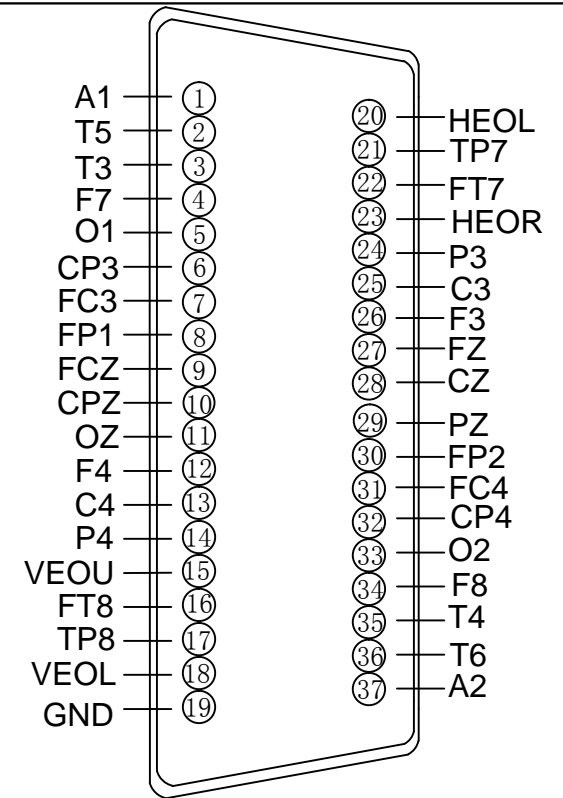 A1 1
T5 2
T3 3
F7 4
O1 5
CP3 6
FC3 7
FP1 8
FCZ 9
CPZ 10
OZ 11
F4 12
C4 13
P4 14
VEOU 15
FT8 16
TP8 17
VEOL 18
GND 19
20 HEOL
21 TP7
22 FT7
23 HEOR
24 P3
25 C3
26 F3
27 FZ
28 CZ
29 PZ
30 FP2
31 FC4
32 CP4
33 O2
34 F8
35 T4
36 T6
37 A2